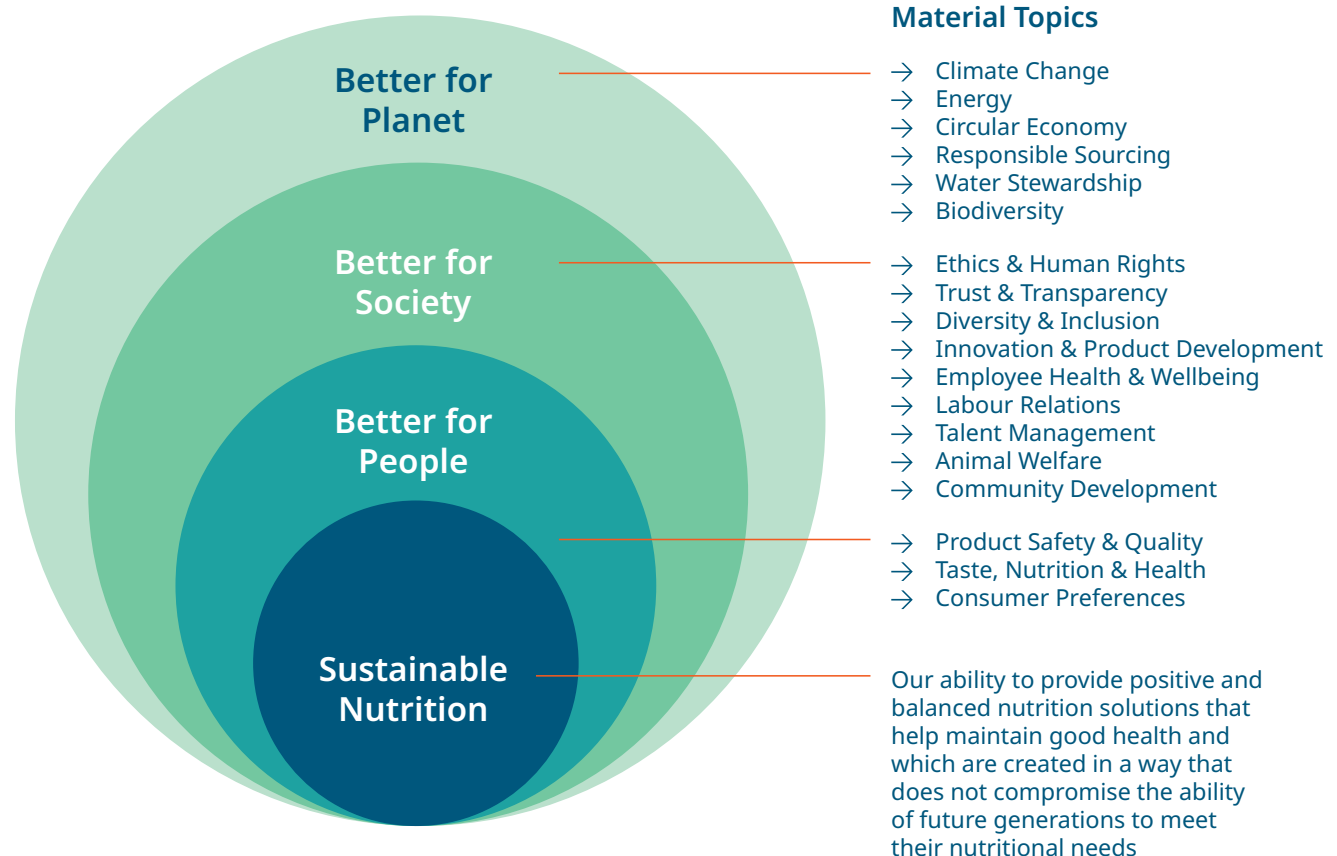 Material Topics
Better for
Planet
→ Climate Change
→ Energy
→ Circular Economy
→ Responsible Sourcing
→ Water Stewardship
→ Biodiversity
Better for
Society
→ Ethics & Human Rights
→ Trust & Transparency
→ Diversity & Inclusion
→ Innovation & Product Development
→ Employee Health & Wellbeing
→ Labour Relations
→ Talent Management
→ Animal Welfare
→ Community Development
Better for
People
→ Product Safety & Quality
→ Taste, Nutrition & Health
→ Consumer Preferences
Sustainable
Nutrition
Our ability to provide positive and
balanced nutrition solutions that
help maintain good health and
which are created in a way that
does not compromise the ability
of future generations to meet
their nutritional needs